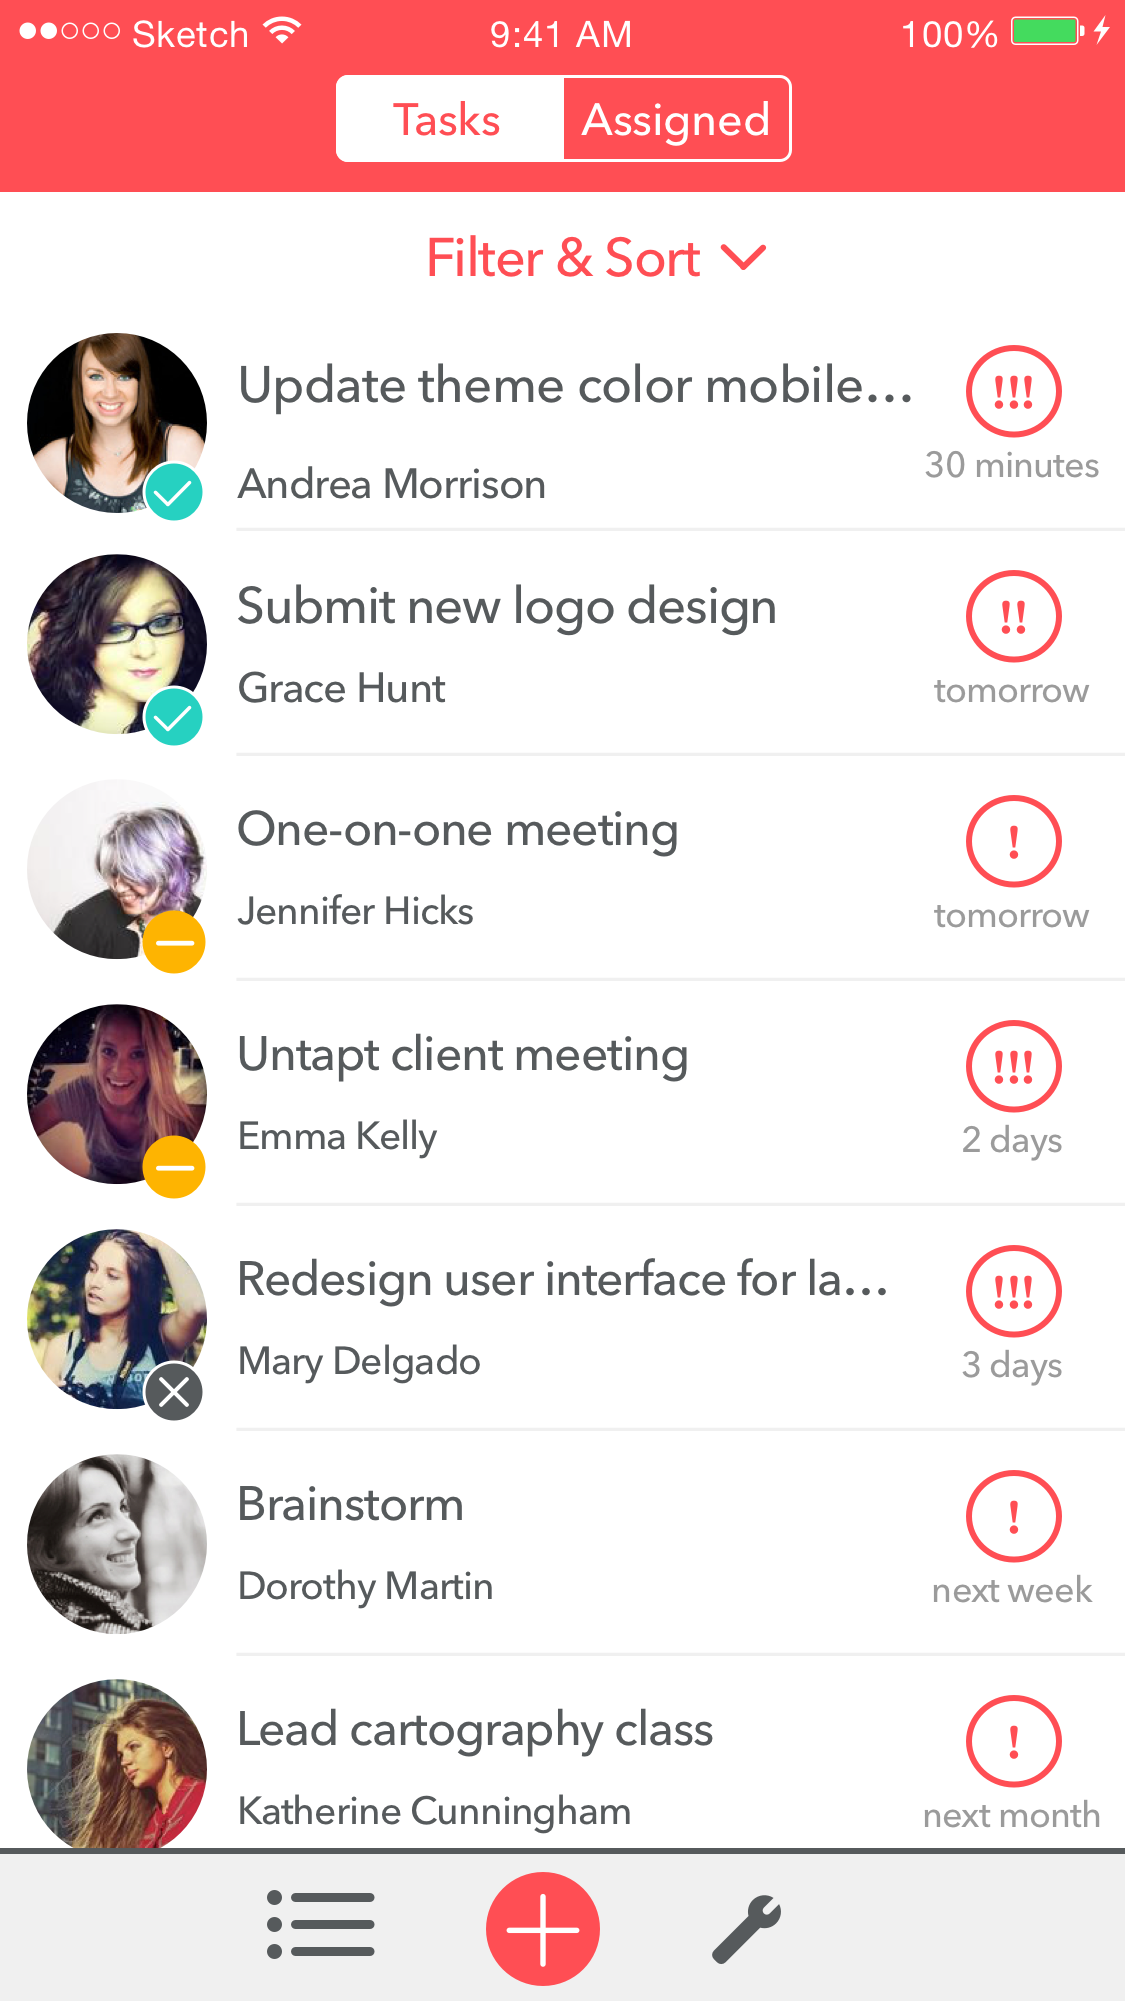 Sketch 9:41 AM 100%
Tasks Assigned
Filter & Sort
Update theme color mobile...
!!!
30 minutes
Andrea Morrison
Submit new logo design
!!
tomorrow
Grace Hunt
One-on-one meeting
!
tomorrow
Jennifer Hicks
Untapt client meeting
!!!
2 days
Emma Kelly
Redesign user interface for la...
!!!
3 days
Mary Delgado
Brainstorm
!
next week
Dorothy Martin
Lead cartography class
!
next month
Katherine Cunningham